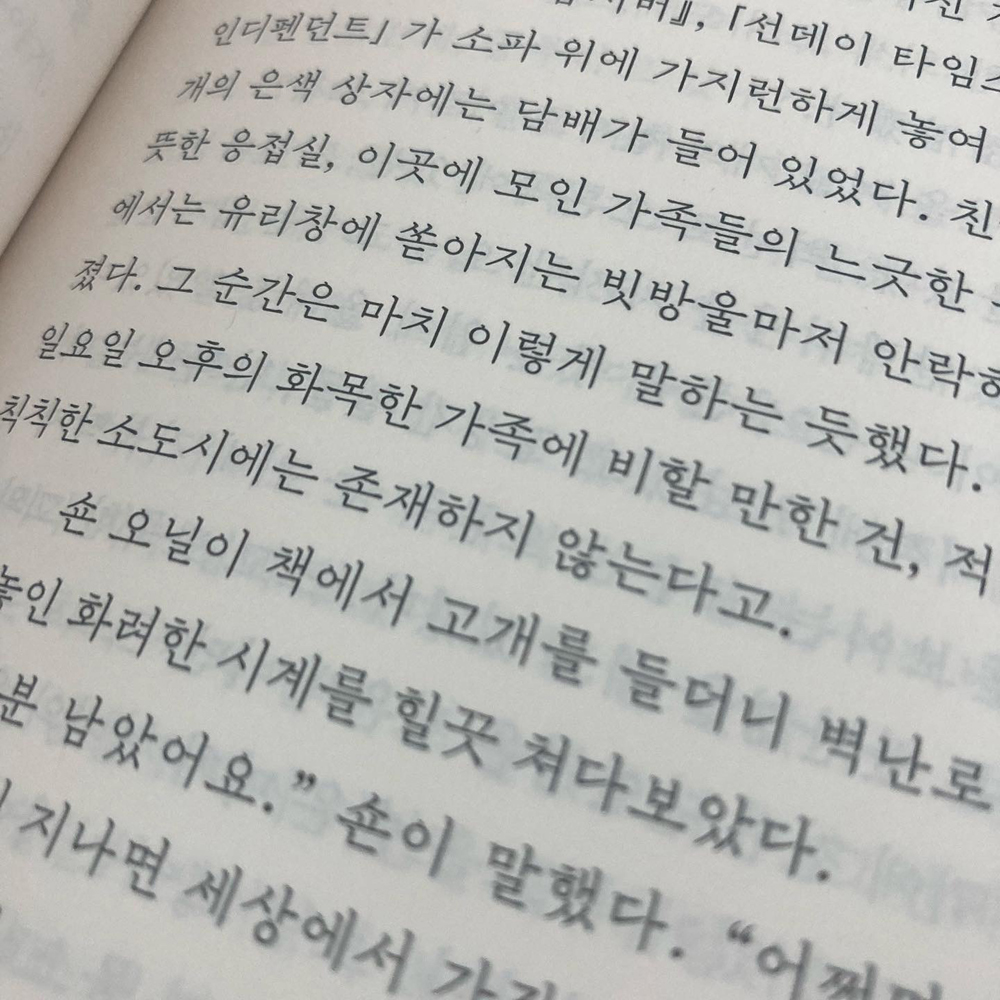 「선데이 타임스
인디펜던트」가 소파 위에 가지런하게 놓여
개의 은색 상자에는 담배가 들어 있었다. 친
뜻한 응접실, 이곳에 모인 가족들의 느긋한
에서는 유리창에 쏟아지는 빗방울마저 안락하
졌다. 그 순간은 마치 이렇게 말하는 듯했다.
일요일 오후의 화목한 가족에 비할 만한 건, 적
칙칙한 소도시에는 존재하지 않는다고.
숀 오닐이 책에서 고개를 들더니 벽난로
놓인 화려한 시계를 힐끗 쳐다보았다.
분 남았어요.” 숀이 말했다. “어쩌면
지나면 세상에서